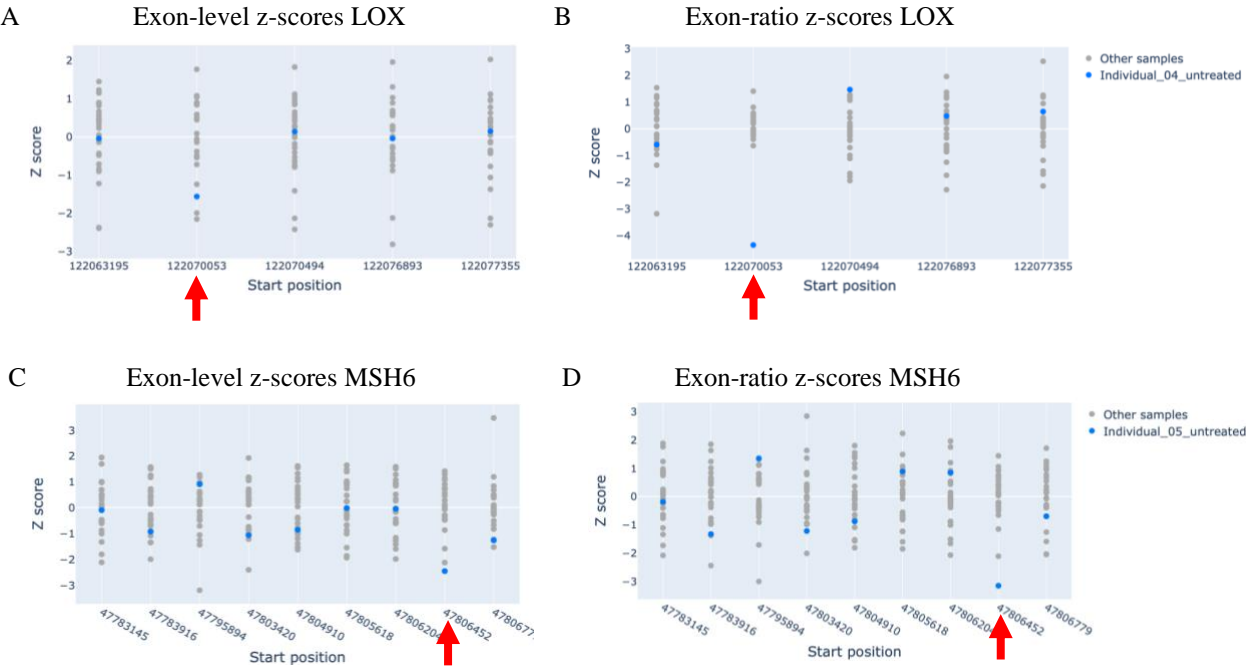 A Exon-level z-scores LOX
2
1
0
−1
−2
−3
Z score
122063195 122070053 122070494 122076893 122077355
Start position
B Exon-ratio z-scores LOX
3
2
1
0
−1
−2
−3
−4
Z score
122063195 122070053 122070494 122076893 122077355
Start position
Other samples
Individual_04_untreated
C Exon-level z-scores MSH6
3
2
1
0
−1
−2
−3
Z score
47783145 47783916 47795894 47803420 47804910 47805618 47806204 47806452
Start position
D Exon-ratio z-scores MSH6
3
2
1
0
−1
−2
−3
Z score
47783145 47783916 47795894 47803420 47804910 47805618 47806204 47806452 47806779
Start position
Other samples
Individual_05_untreated